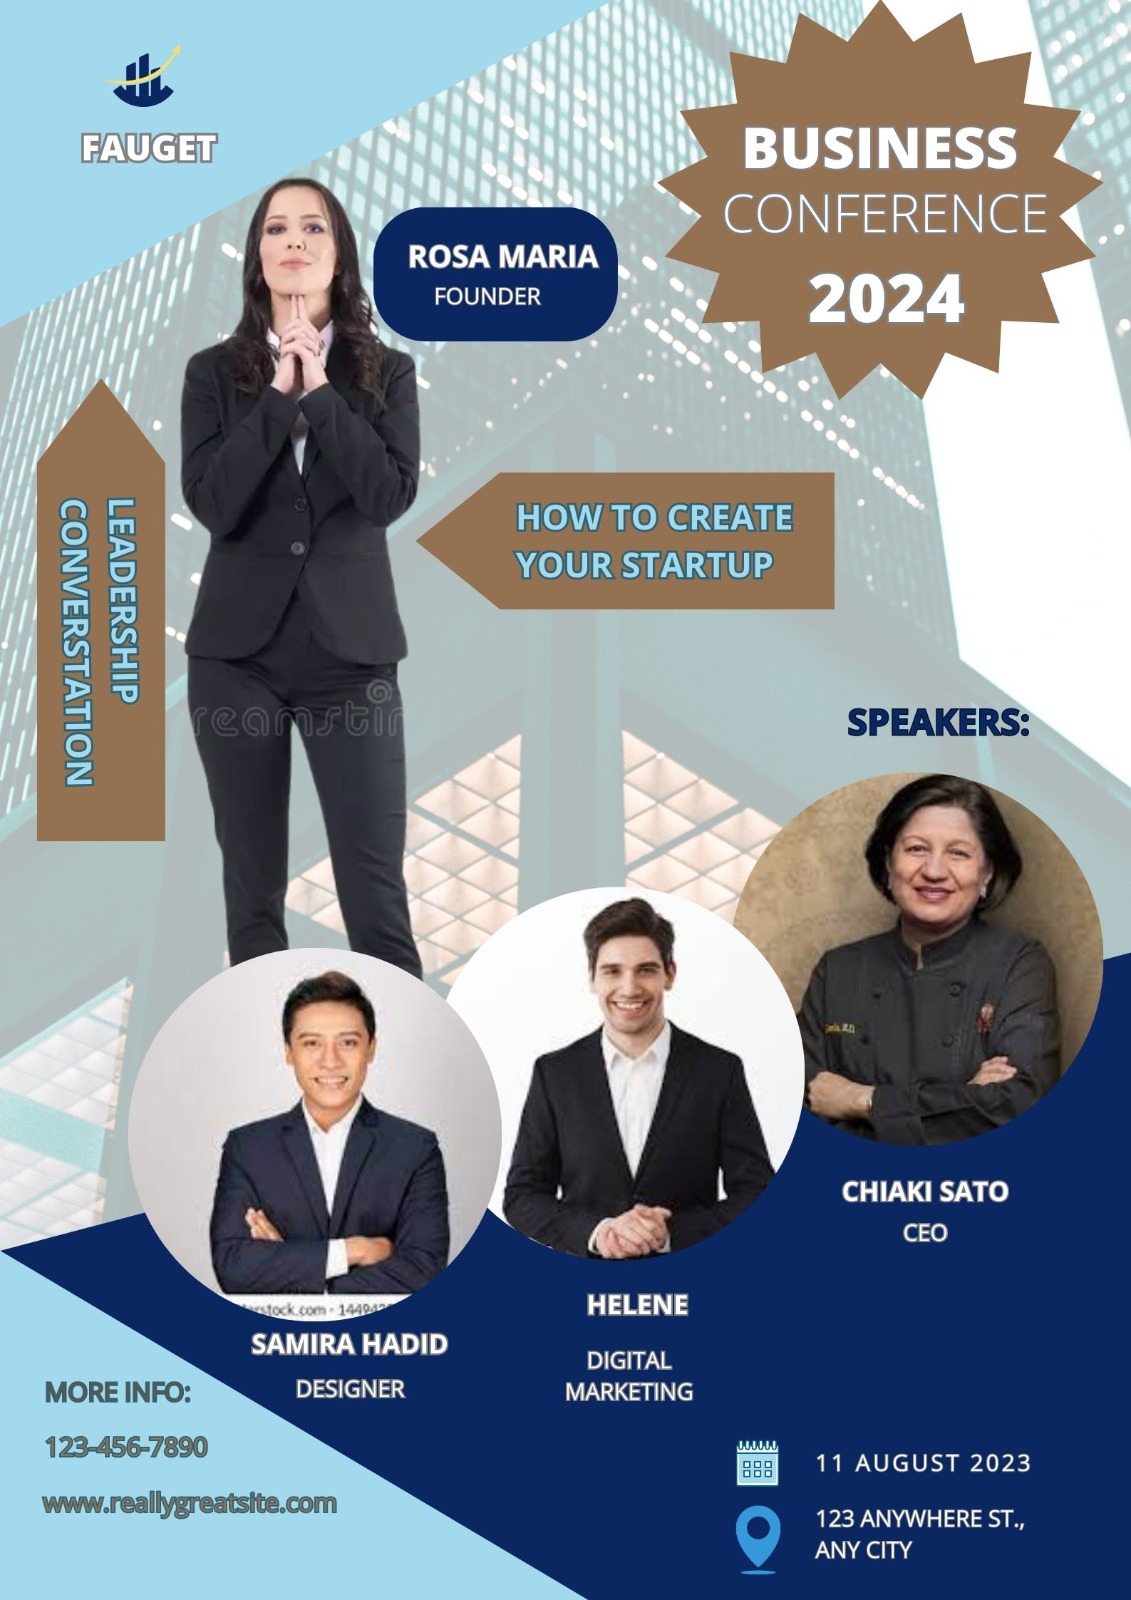 FAUGET
BUSINESS
CONFERENCE
2024
ROSA MARIA
FOUNDER
LEADERSHIP
CONVERSTATION
HOW TO CREATE
YOUR STARTUP
reamstin
SPEAKERS:
CHIAKI SATO
CEO
HELENE
DIGITAL
MARKETING
SAMIRA HADID
DESIGNER
MORE INFO:
123-456-7890
www.reallygreatsite.com
11 AUGUST 2023
123 ANYWHERE ST.,
ANY CITY